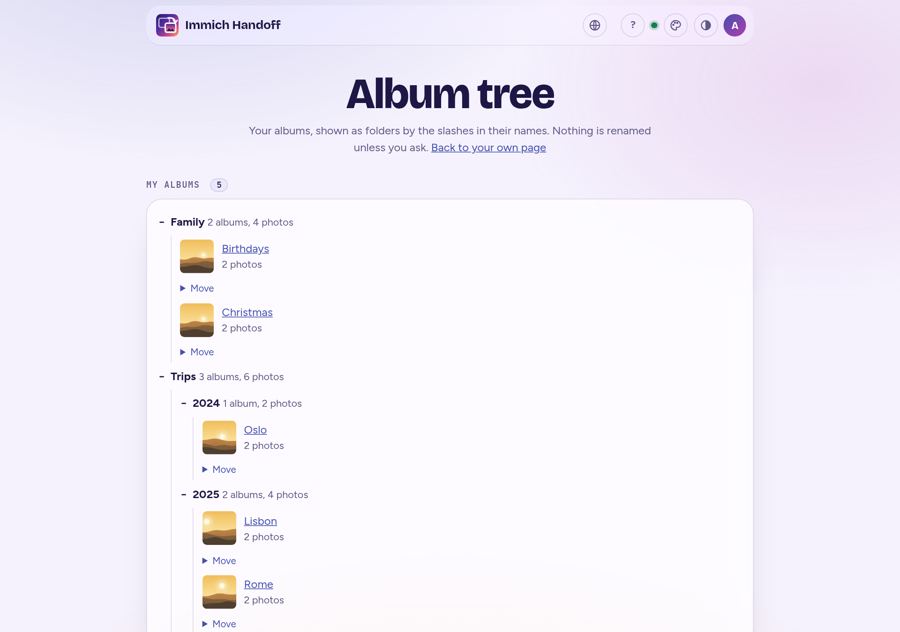 Immich Handoff
?
A
Album tree
Your albums, shown as folders by the slashes in their names. Nothing is renamed
unless you ask. Back to your own page
MY ALBUMS 5
– Family 2 albums, 4 photos
Birthdays
2 photos
▶ Move
Christmas
2 photos
▶ Move
– Trips 3 albums, 6 photos
– 2024 1 album, 2 photos
Oslo
2 photos
▶ Move
– 2025 2 albums, 4 photos
Lisbon
2 photos
▶ Move
Rome
2 photos
▶ Move